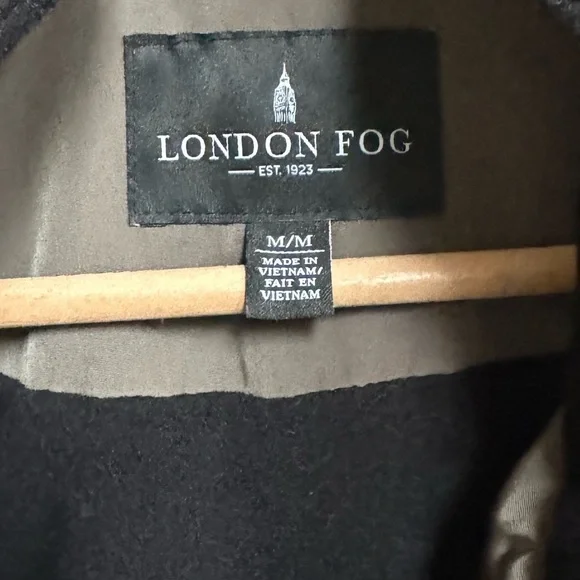 LONDON FOG
EST. 1923
M/M
MADE IN
VIETNAM/
FAIT EN
VIETNAM